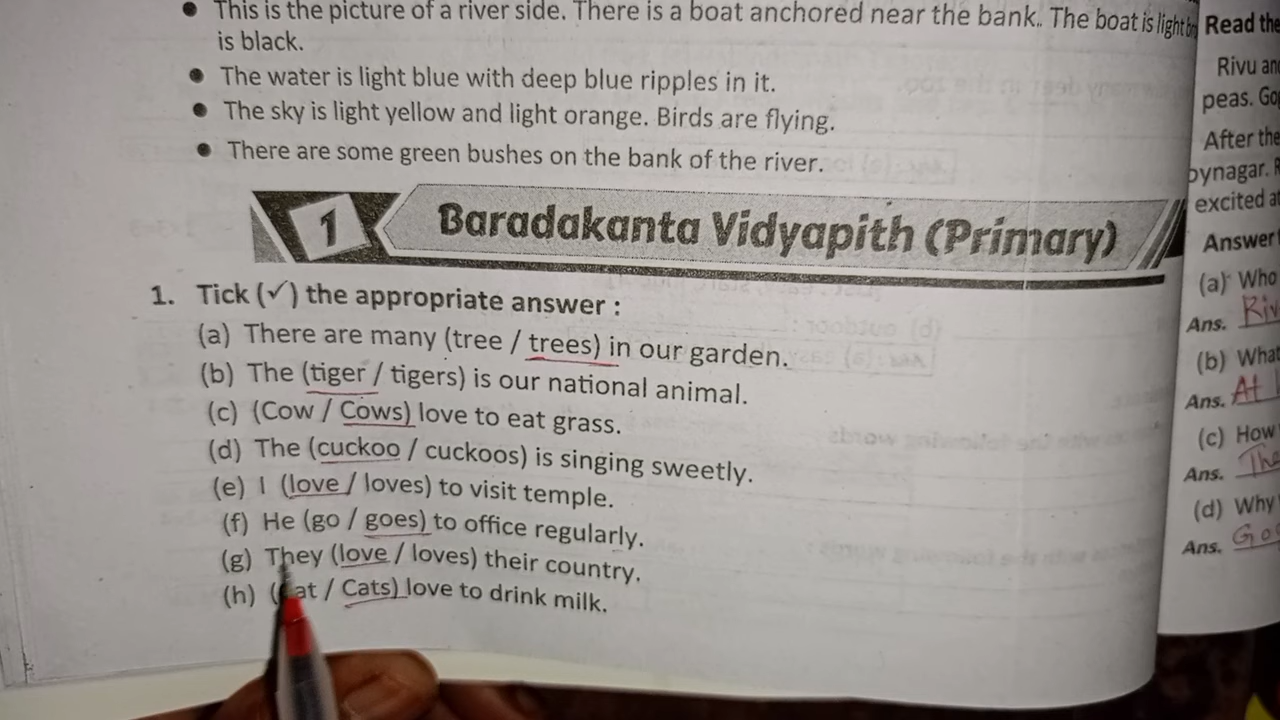 • This is the picture of a river side. There is a boat anchored near the bank. The boat is light
is black.
• The water is light blue with deep blue ripples in it.
• The sky is light yellow and light orange. Birds are flying.
• There are some green bushes on the bank of the river.
1 Baradakanta Vidyapith (Primary)
1. Tick (✓) the appropriate answer :
(a) There are many (tree / trees) in our garden.
(b) The (tiger / tigers) is our national animal.
(c) (Cow / Cows) love to eat grass.
(d) The (cuckoo / cuckoos) is singing sweetly.
(e) I (love / loves) to visit temple.
(f) He (go / goes) to office regularly.
(g) They (love / loves) their country.
(h) (Cat / Cats) love to drink milk.
Read the
Rivu
peas.
After the
excited
Answer
(a) Who
Ans.
(b) What
Ans. At
(c) How
Ans.
(d) Why
Ans.